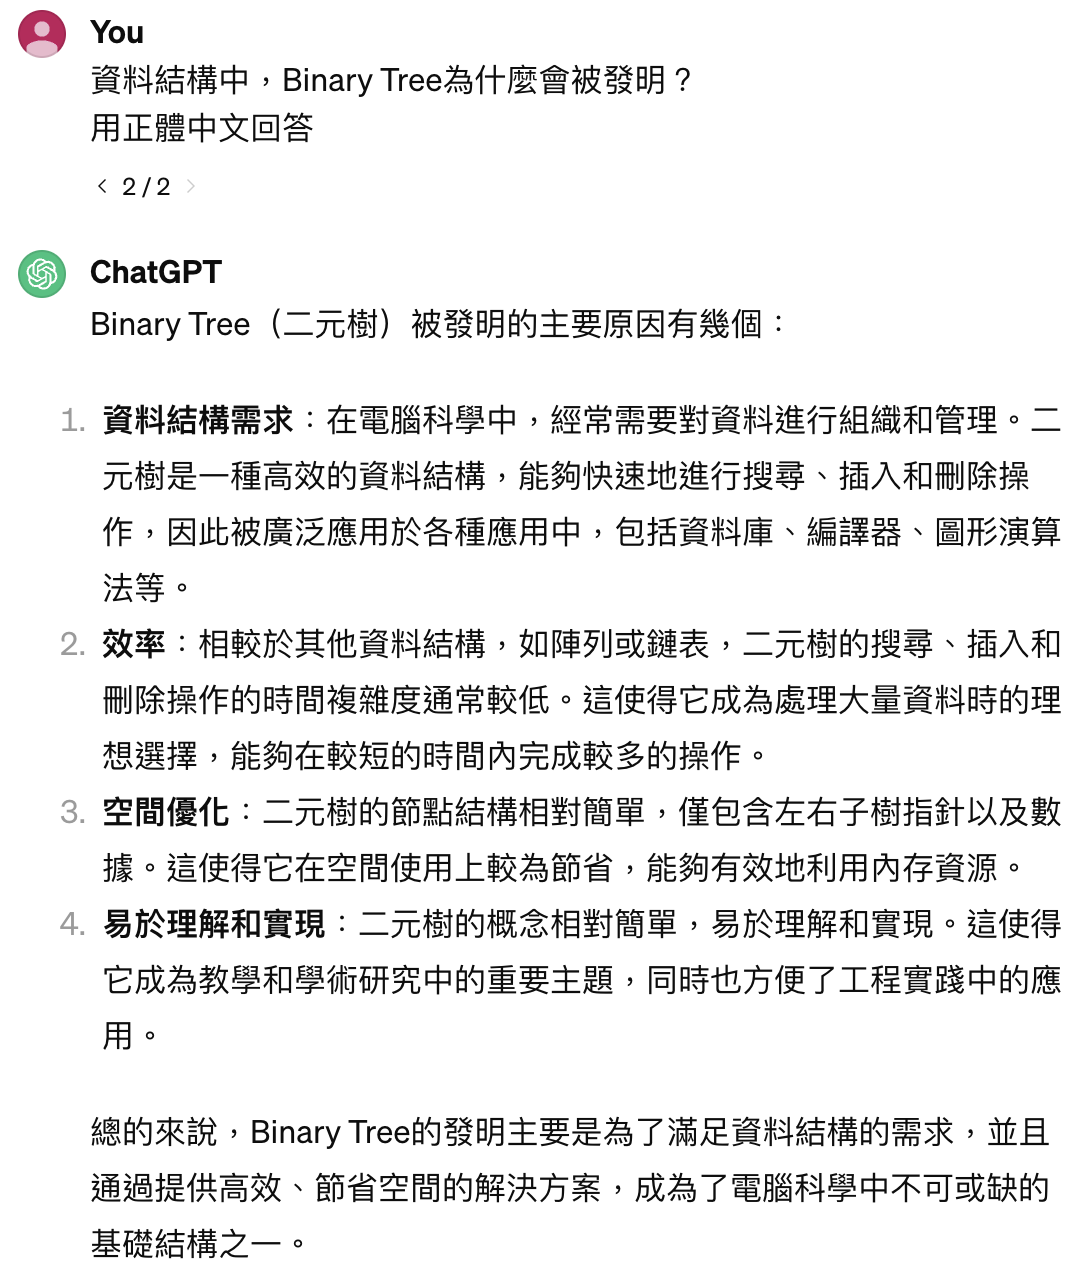 You
資料結構中，Binary Tree為什麼會被發明？
用正體中文回答
< 2 / 2 >
ChatGPT
Binary Tree（二元樹）被發明的主要原因有幾個：
1. 資料結構需求：在電腦科學中，經常需要對資料進行組織和管理。二
元樹是一種高效的資料結構，能夠快速地進行搜尋、插入和刪除操
作，因此被廣泛應用於各種應用中，包括資料庫、編譯器、圖形演算
法等。
2. 效率：相較於其他資料結構，如陣列或鏈表，二元樹的搜尋、插入和
刪除操作的時間複雜度通常較低。這使得它成為處理大量資料時的理
想選擇，能夠在較短的時間內完成較多的操作。
3. 空間優化：二元樹的節點結構相對簡單，僅包含左右子樹指針以及數
據。這使得它在空間使用上較為節省，能夠有效地利用內存資源。
4. 易於理解和實現：二元樹的概念相對簡單，易於理解和實現。這使得
它成為教學和學術研究中的重要主題，同時也方便了工程實踐中的應
用。
總的來說，Binary Tree的發明主要是為了滿足資料結構的需求，並且
通過提供高效、節省空間的解決方案，成為了電腦科學中不可或缺的
基礎結構之一。